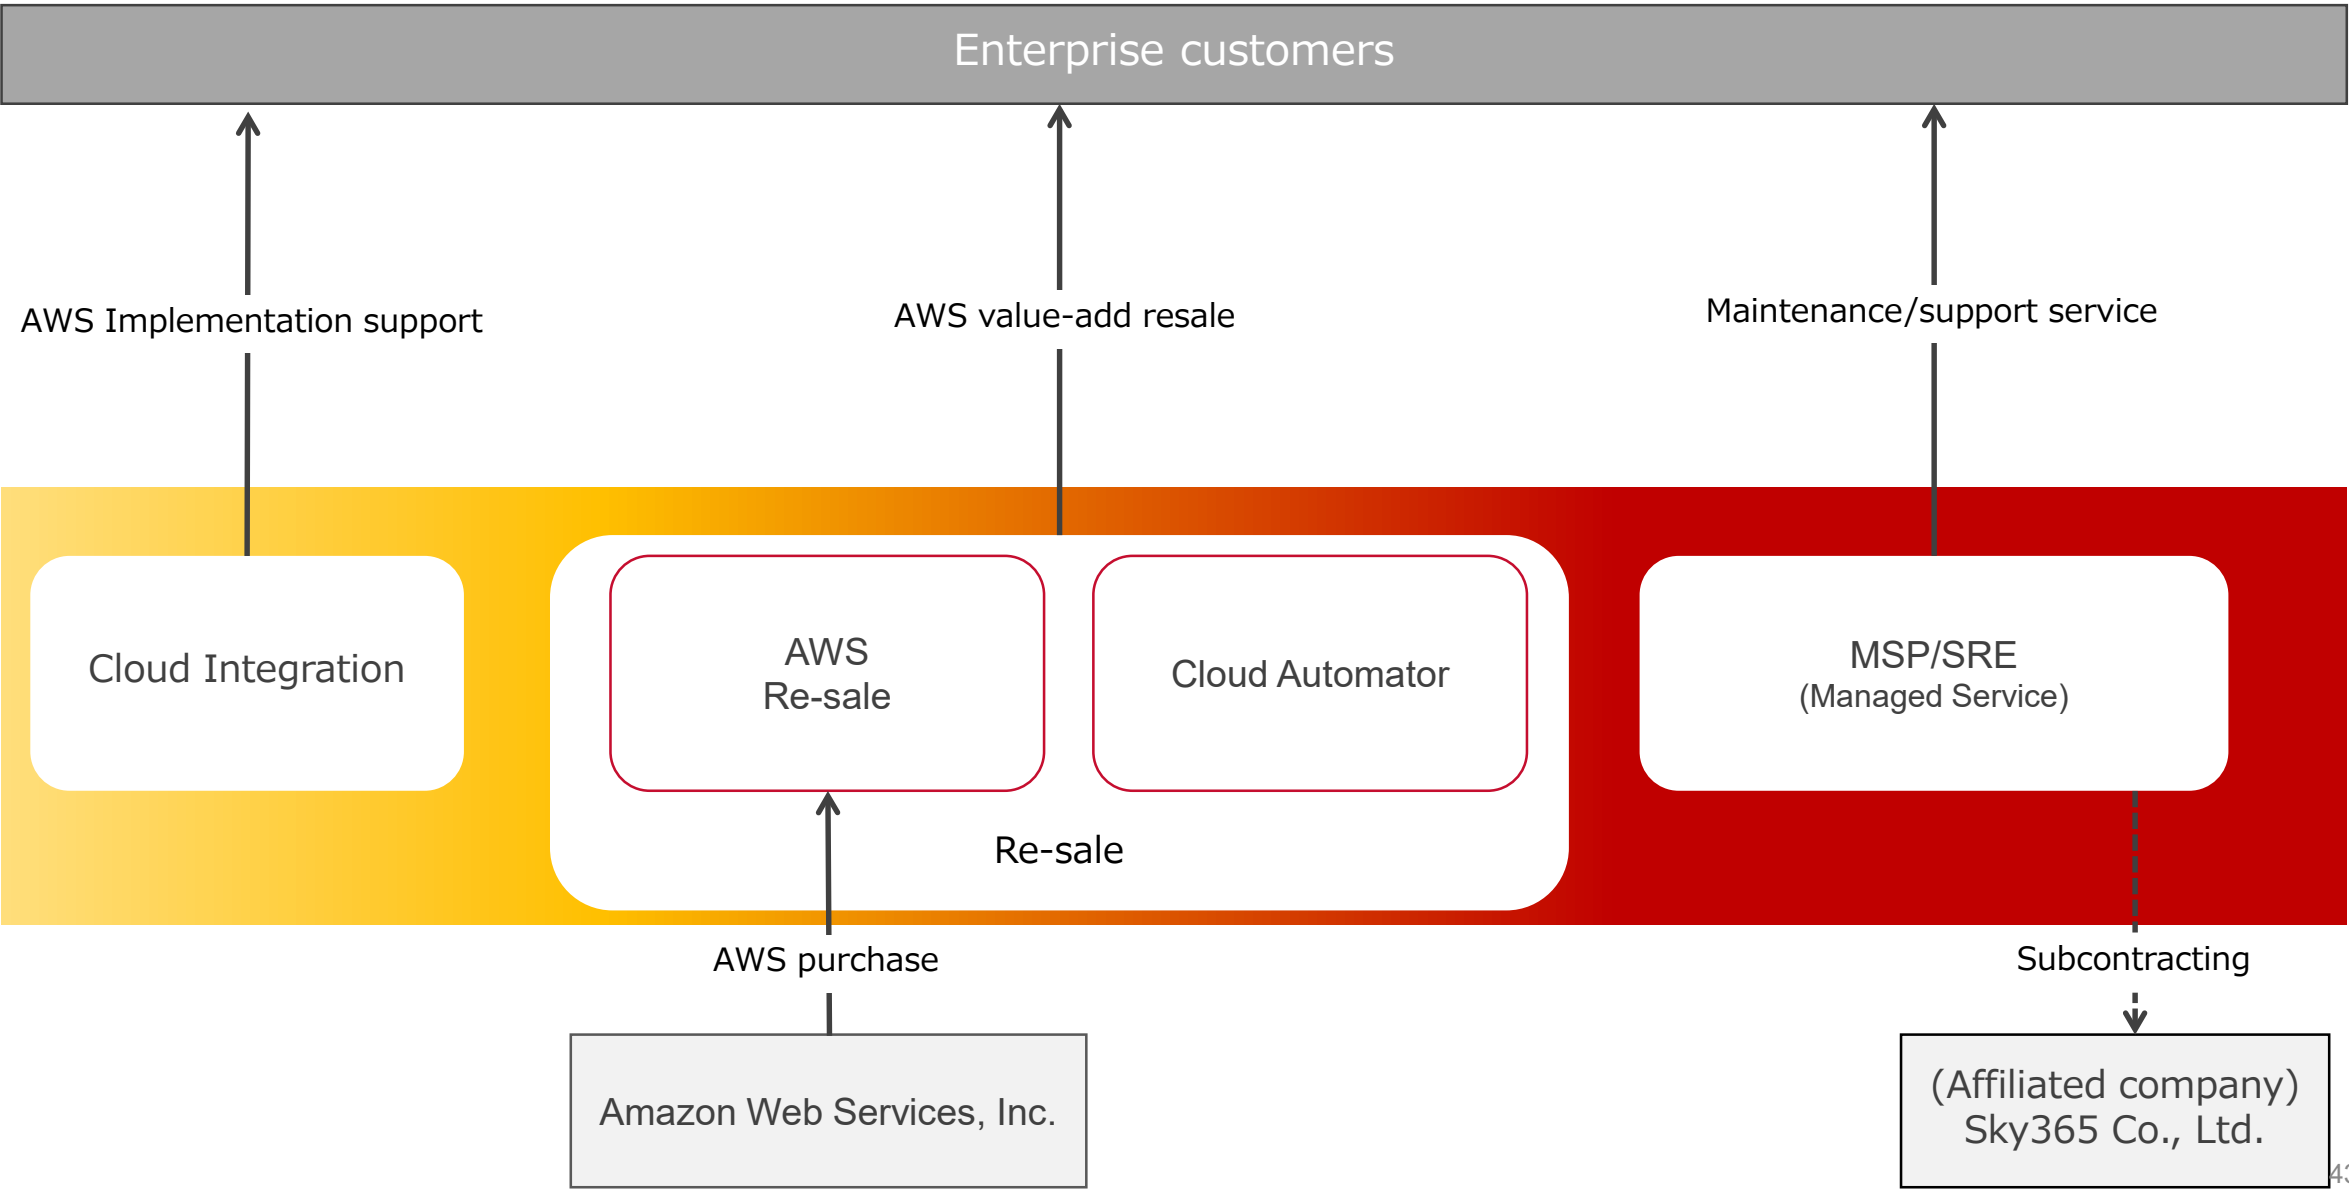 Enterprise customers
AWS Implementation support
AWS value-add resale
Maintenance/support service
Cloud Integration
AWS
Re-sale
Cloud Automator
MSP/SRE
(Managed Service)
Re-sale
AWS purchase
Subcontracting
Amazon Web Services, Inc.
(Affiliated company)
Sky365 Co., Ltd.